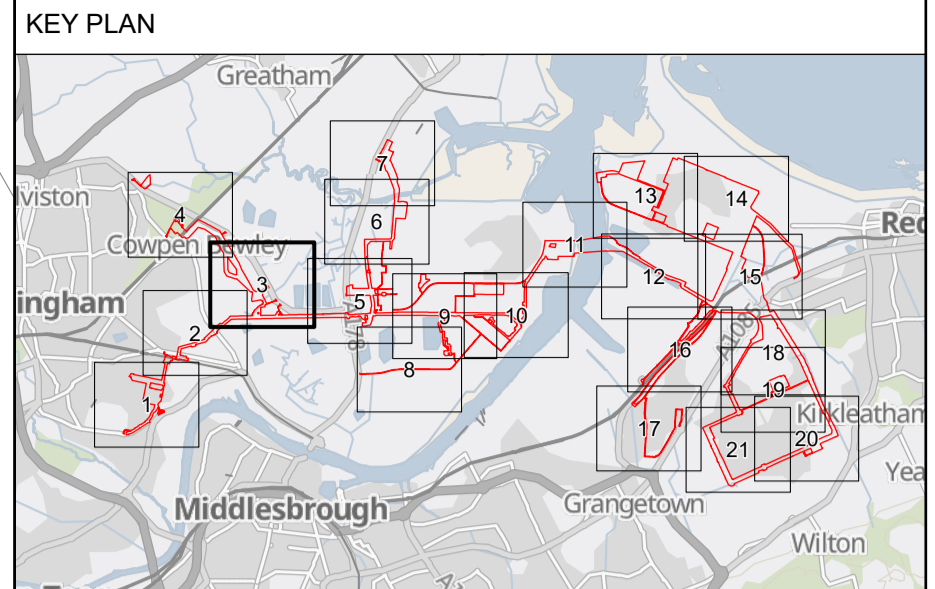 KEY PLAN
Greatham
7
lviston
4
6
13
14
Red
Cowpen Bewley
11
3
12
15
ingham
5
2
9
10
A1085
16
18
8
19
1
Kirkleatham
17
21
20
Yea
Middlesbrough
Grangetown
Wilton